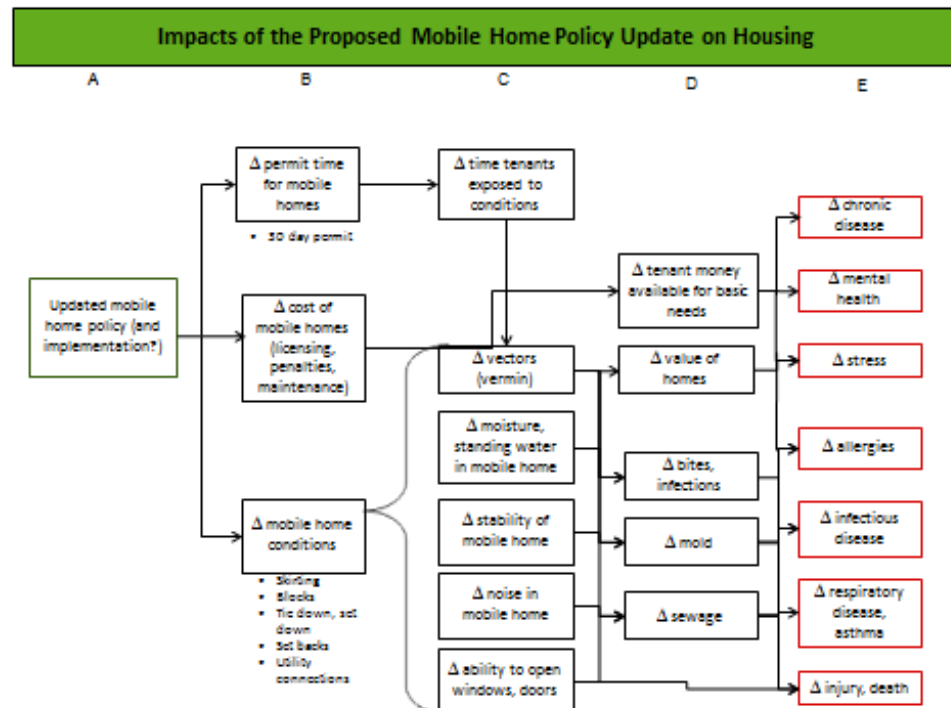 Impacts of the Proposed Mobile Home Policy Update on Housing
A
B
C
D
E
Updated mobile
home policy (and
implementation?)
Δ permit time
for mobile
homes
• 30 day permit
Δ cost of
mobile homes
(licensing,
penalties,
maintenance)
Δ mobile home
conditions
• Skirting
• Blocks
• Tie down, set
down
• Set backs
• Utility
connections
Δ time tenants
exposed to
conditions
Δ vectors
(vermin)
Δ moisture,
standing water
in mobile home
Δ stability of
mobile home
Δ noise in
mobile home
Δ ability to open
windows, doors
Δ tenant money
available for basic
needs
Δ value of
homes
Δ bites,
infections
Δ mold
Δ sewage
Δ chronic
disease
Δ mental
health
Δ stress
Δ allergies
Δ infectious
disease
Δ respiratory
disease,
asthma
Δ injury, death